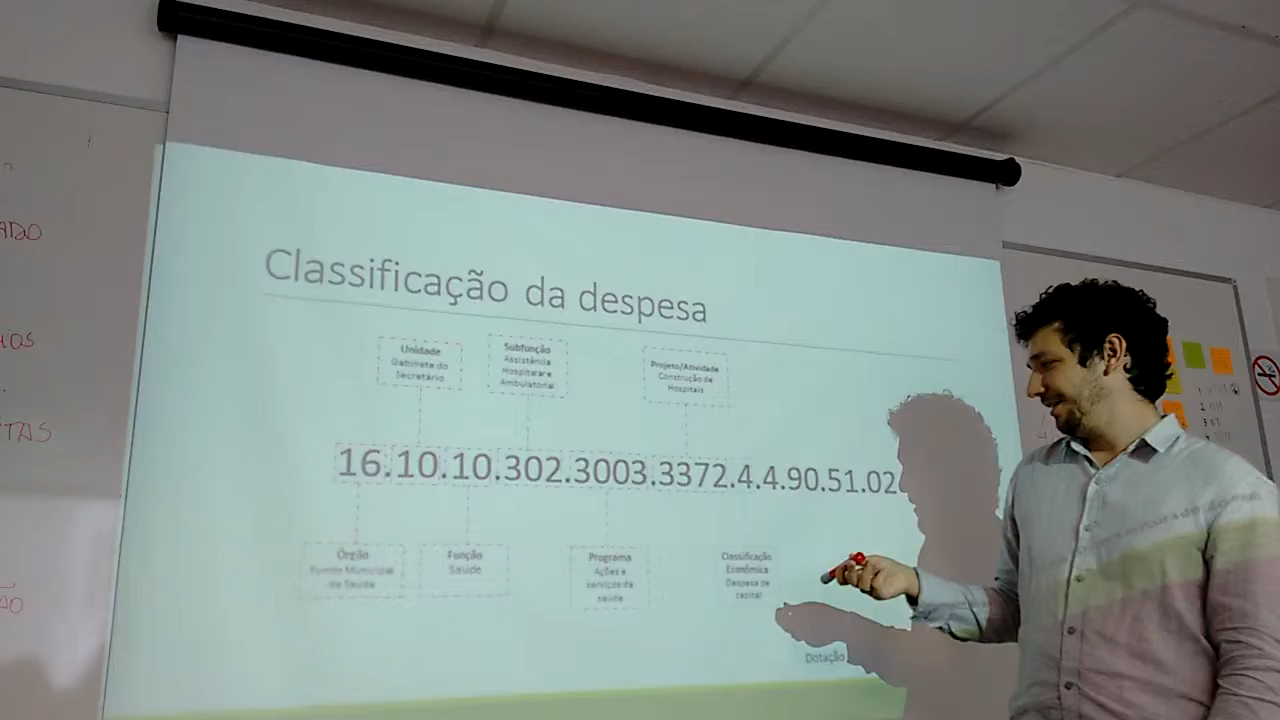 Classificação da despesa
Unidade
Gabinete do
Secretário
Subfunção
Assistência
Hospitalar e
Ambulatorial
Projeto/Atividade
Construção de
Hospitais
16.10.10.302.3003.3372.4.4.90.51.02
Órgão
Fundo Municipal
de Saúde
Função
Saúde
Programa
Ações e
serviços da
saúde
Classificação
Econômica
Despesa de
capital
Dotação
TAS